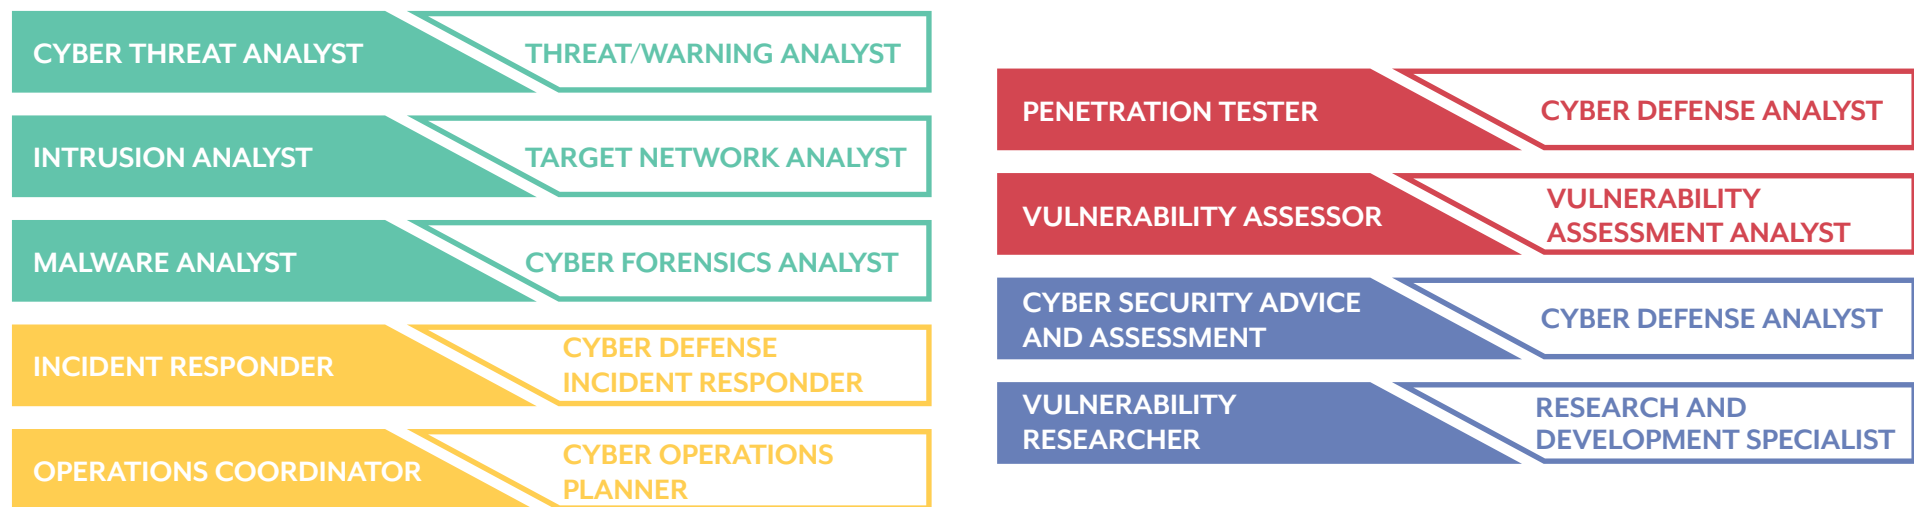 CYBER THREAT ANALYST
THREAT/WARNING ANALYST
INTRUSION ANALYST
TARGET NETWORK ANALYST
MALWARE ANALYST
CYBER FORENSICS ANALYST
INCIDENT RESPONDER
CYBER DEFENSE
INCIDENT RESPONDER
OPERATIONS COORDINATOR
CYBER OPERATIONS
PLANNER
PENETRATION TESTER
CYBER DEFENSE ANALYST
VULNERABILITY ASSESSOR
VULNERABILITY
ASSESSMENT ANALYST
CYBER SECURITY ADVICE
AND ASSESSMENT
CYBER DEFENSE ANALYST
VULNERABILITY
RESEARCHER
RESEARCH AND
DEVELOPMENT SPECIALIST